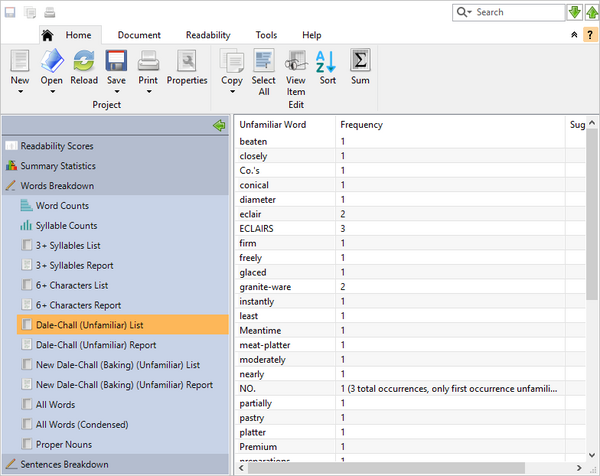 Search
?
Home Document Readability Tools Help
New Open Reload Save Print Properties Copy Select All View Item Sort Sum
Project Edit
Readability Scores
Summary Statistics
Words Breakdown
Word Counts
Syllable Counts
3+ Syllables List
3+ Syllables Report
6+ Characters List
6+ Characters Report
Dale-Chall (Unfamiliar) List
Dale-Chall (Unfamiliar) Report
New Dale-Chall (Baking) (Unfamiliar) List
New Dale-Chall (Baking) (Unfamiliar) Report
All Words
All Words (Condensed)
Proper Nouns
Sentences Breakdown
Unfamiliar Word Frequency Sug
beaten 1
closely 1
Co.'s 1
conical 1
diameter 1
eclair 2
ECLAIRS 3
firm 1
freely 1
glaced 1
granite-ware 2
instantly 1
least 1
Meantime 1
meat-platter 1
moderately 1
nearly 1
NO. 1 (3 total occurrences, only first occurrence unfamili...
partially 1
pastry 1
platter 1
Premium 1
preparations 1